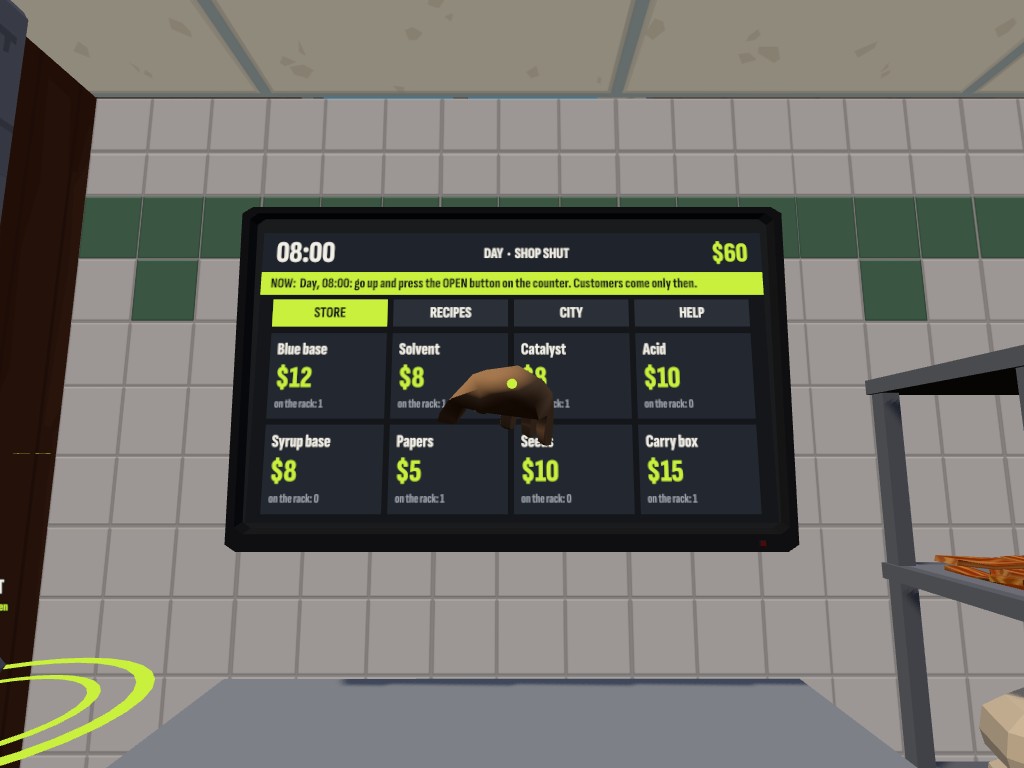 08:00
DAY · SHOP SHUT
$60
NOW: Day, 08:00: go up and press the OPEN button on the counter. Customers come only then.
STORE
RECIPES
CITY
HELP
Blue base
Solvent
Catalyst
Acid
$12
$8
$10
on the rack: 1
on the rack:
on the rack: 0
Syrup base
Papers
Carry box
$8
$5
$10
$15
on the rack: 0
on the rack: 1
on the rack: 0
on the rack: 1